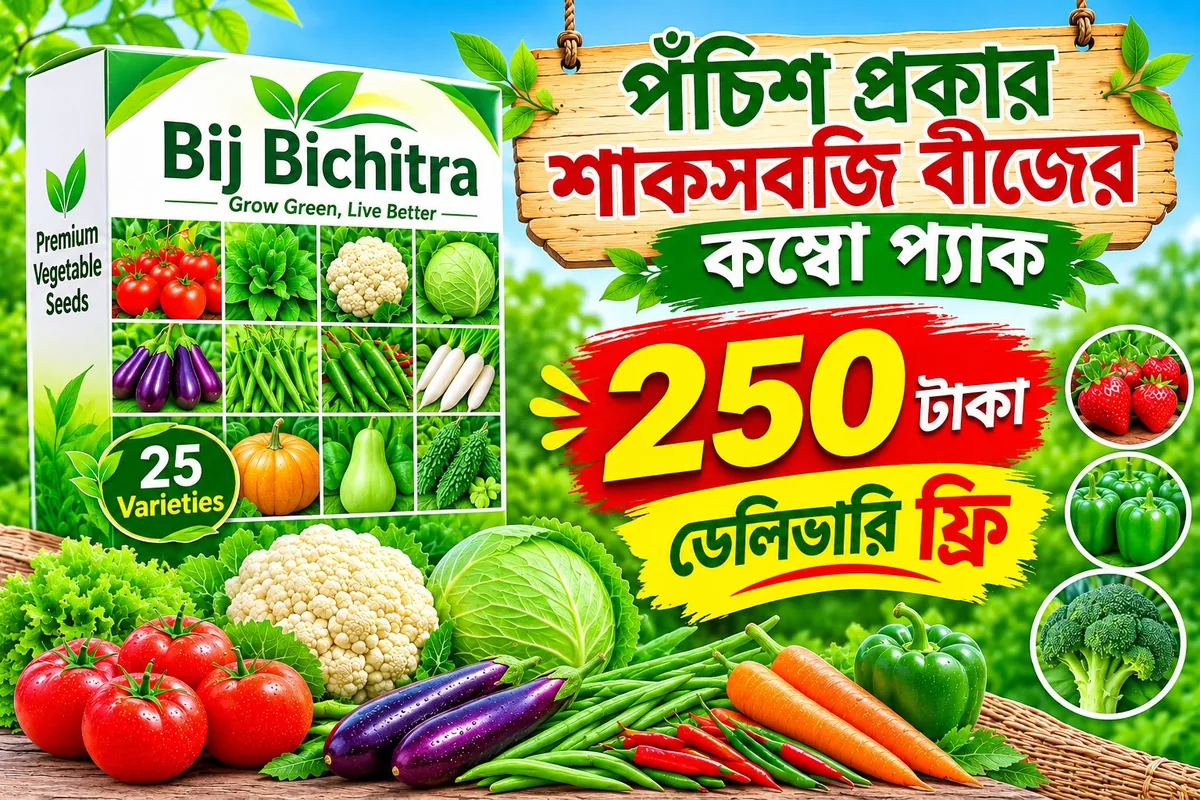 Bij Bichitra
Grow Green, Live Better
Premium
Vegetable
Seeds
25
Varieties
পঁচিশ প্রকার
শাকসবজি বীজের
কম্বো প্যাক
250 টাকা
ডেলিভারি ফ্রি